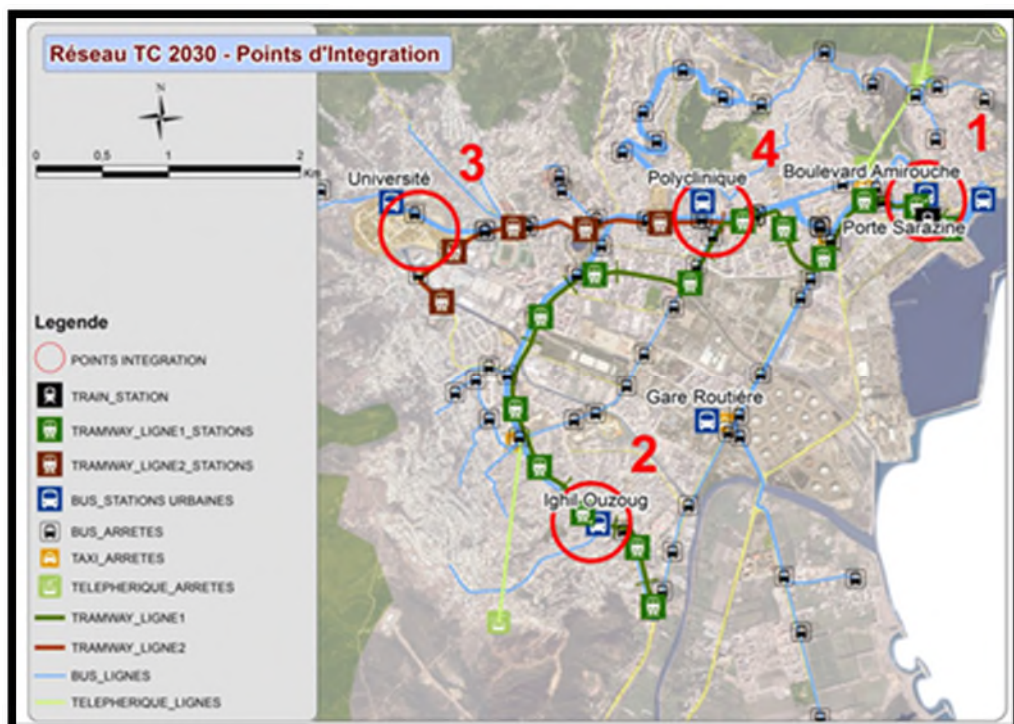 Réseau TC 2030 - Points d'Integration
N
0 0,5 1 2
Km
Université
3
Polyclinique
4
Boulevard Amirouche
1
Porte Sarazine
Gare Routière
2
Ighil Ouzoug
Legende
POINTS INTEGRATION
TRAIN_STATION
TRAMWAY_LIGNE1_STATIONS
TRAMWAY_LIGNE2_STATIONS
BUS_STATIONS URBAINES
BUS_ARRETES
TAXI_ARRETES
TELEPHERIQUE_ARRETES
TRAMWAY_LIGNE1
TRAMWAY_LIGNE2
BUS_LIGNES
TELEPHERIQUE_LIGNES